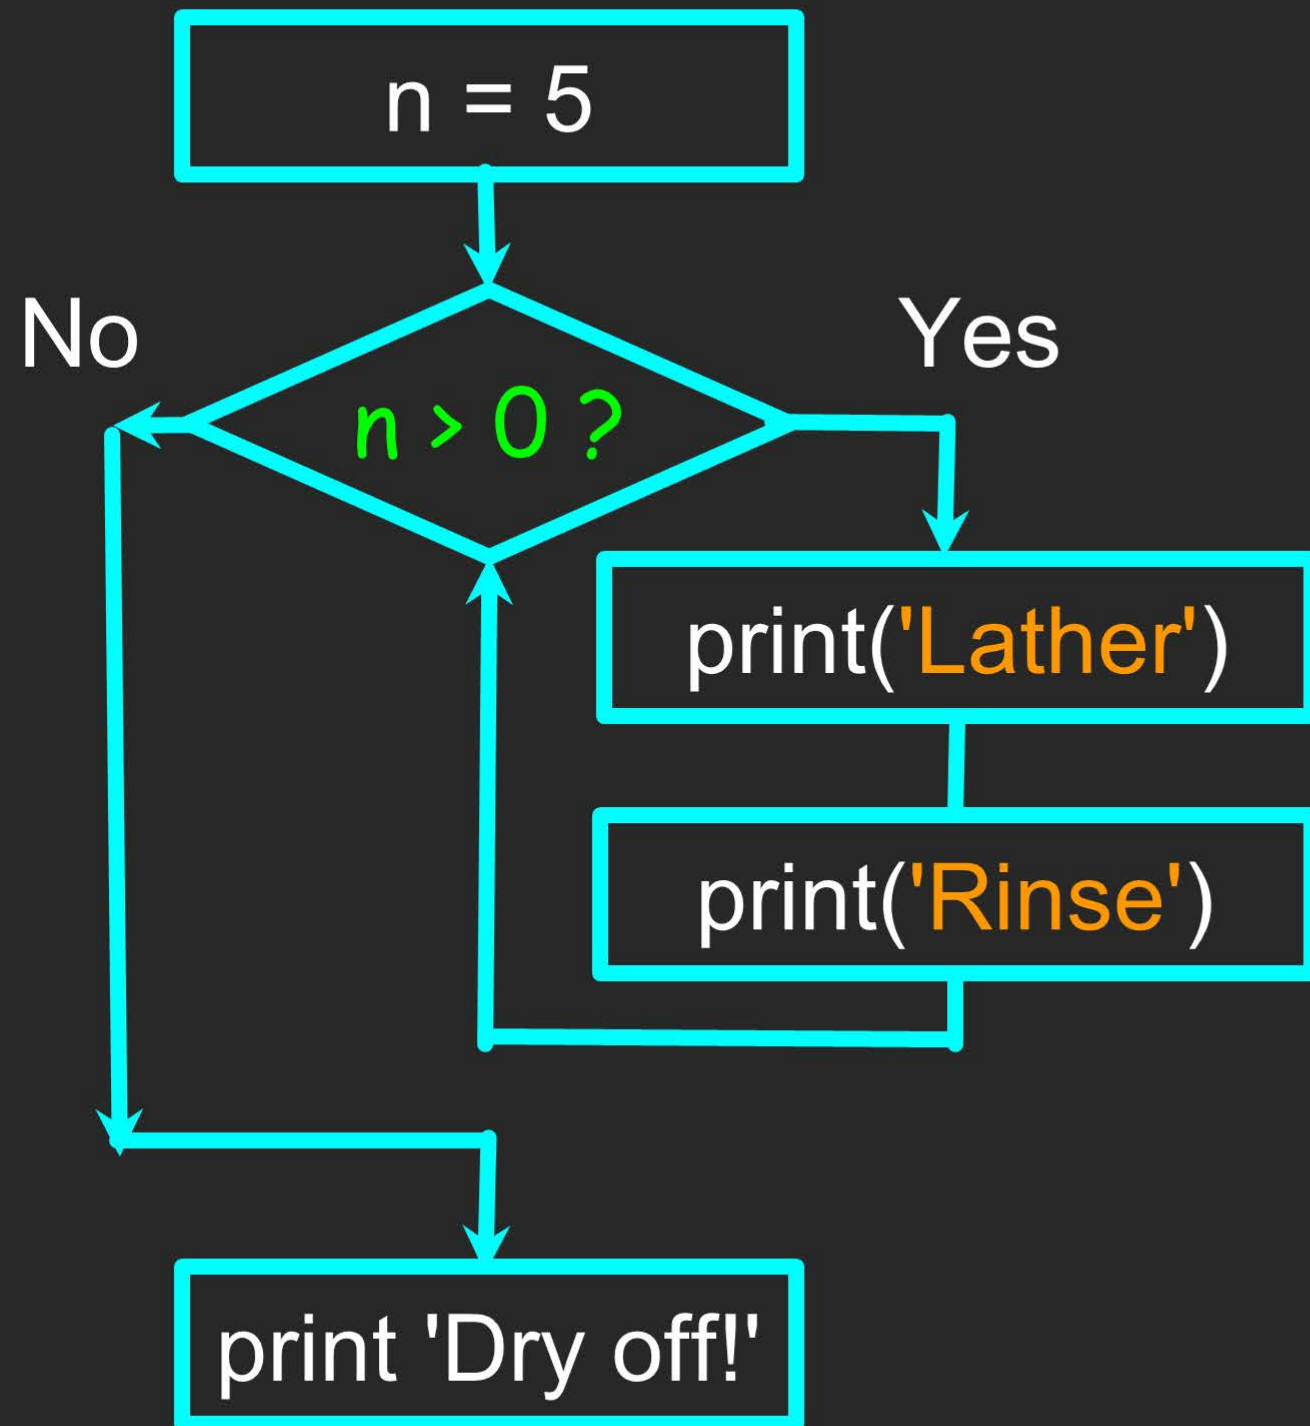 n = 5
No
Yes
n > 0 ?
print('Lather')
print('Rinse')
print 'Dry off!'